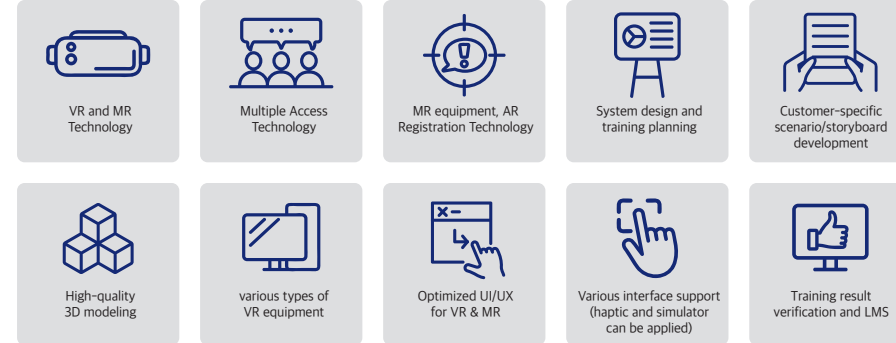 VR and MR
Technology
Multiple Access
Technology
MR equipment, AR
Registration Technology
System design and
training planning
Customer-specific
scenario/storyboard
development
High-quality
3D modeling
various types of
VR equipment
Optimized UI/UX
for VR & MR
Various interface support
(haptic and simulator
can be applied)
Training result
verification and LMS